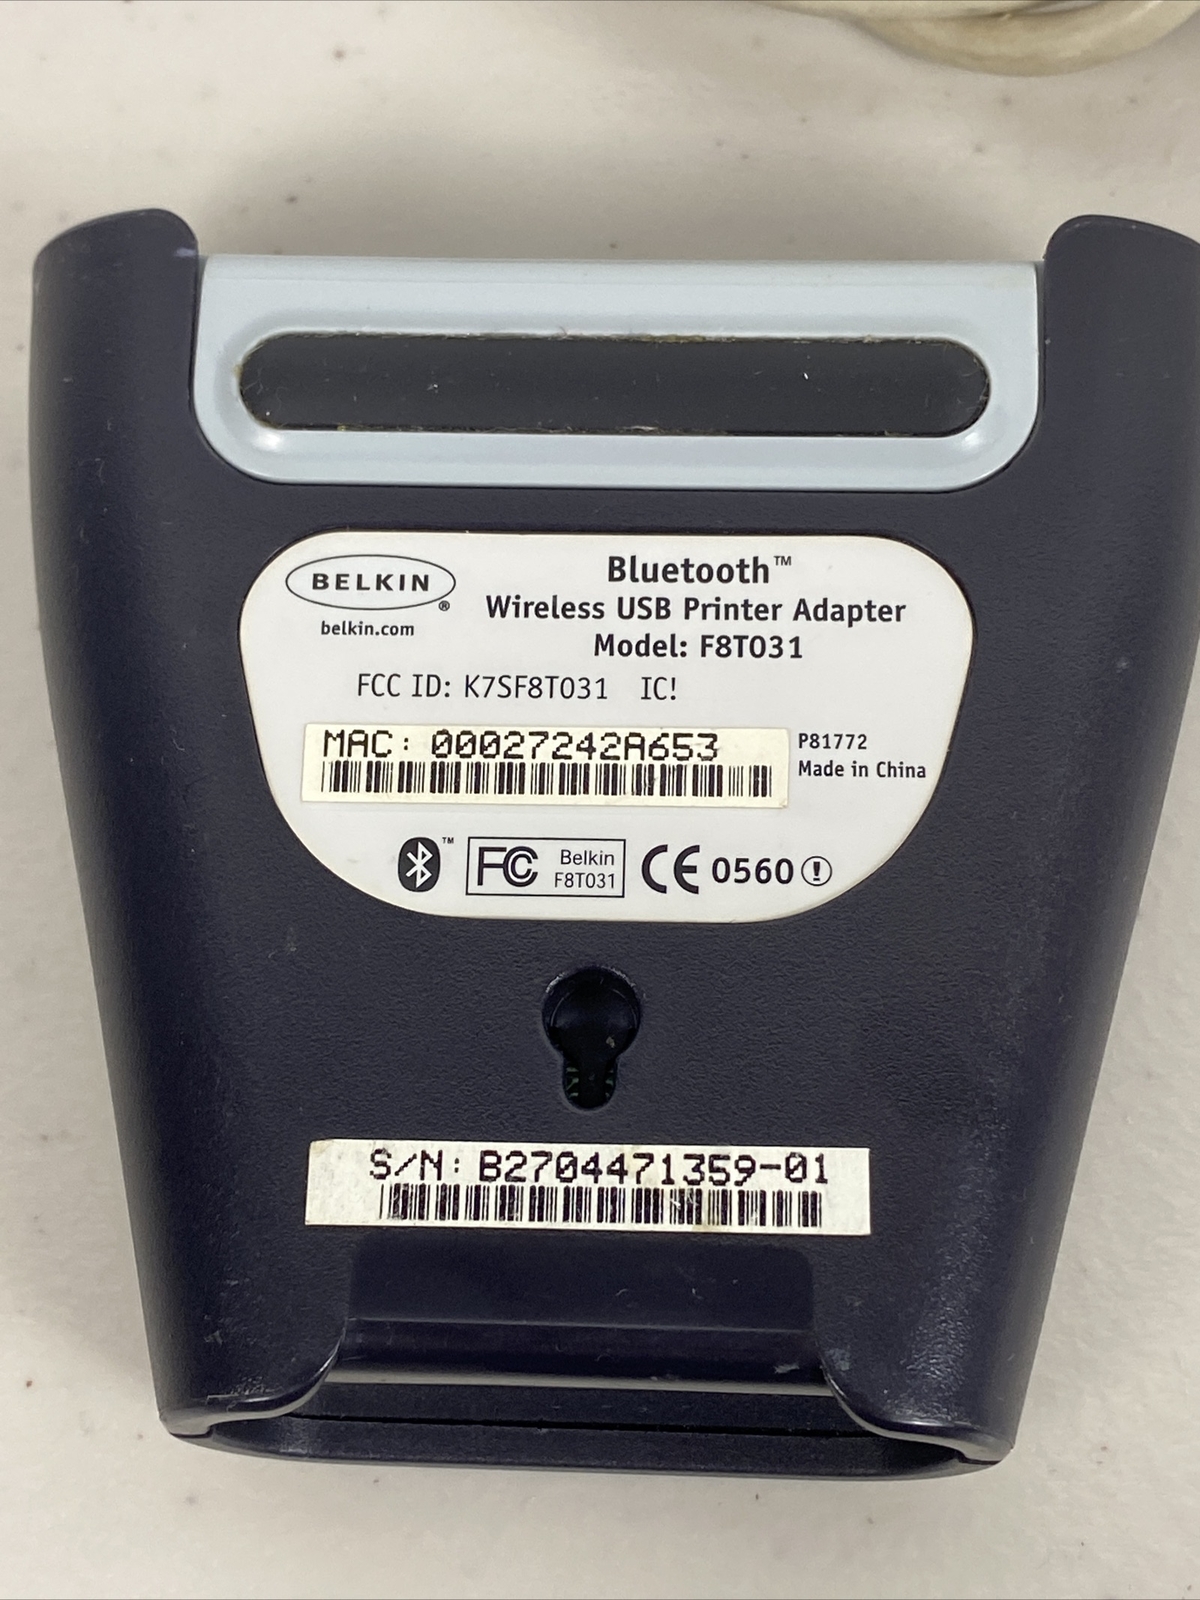 BELKIN®
belkin.com
Bluetooth™
Wireless USB Printer Adapter
Model: F8T031
FCC ID: K7SF8T031 IC!
MAC: 00027242A653
P81772
Made in China
™
FC Belkin
F8T031
CE 0560 !
S/N: B2704471359-01